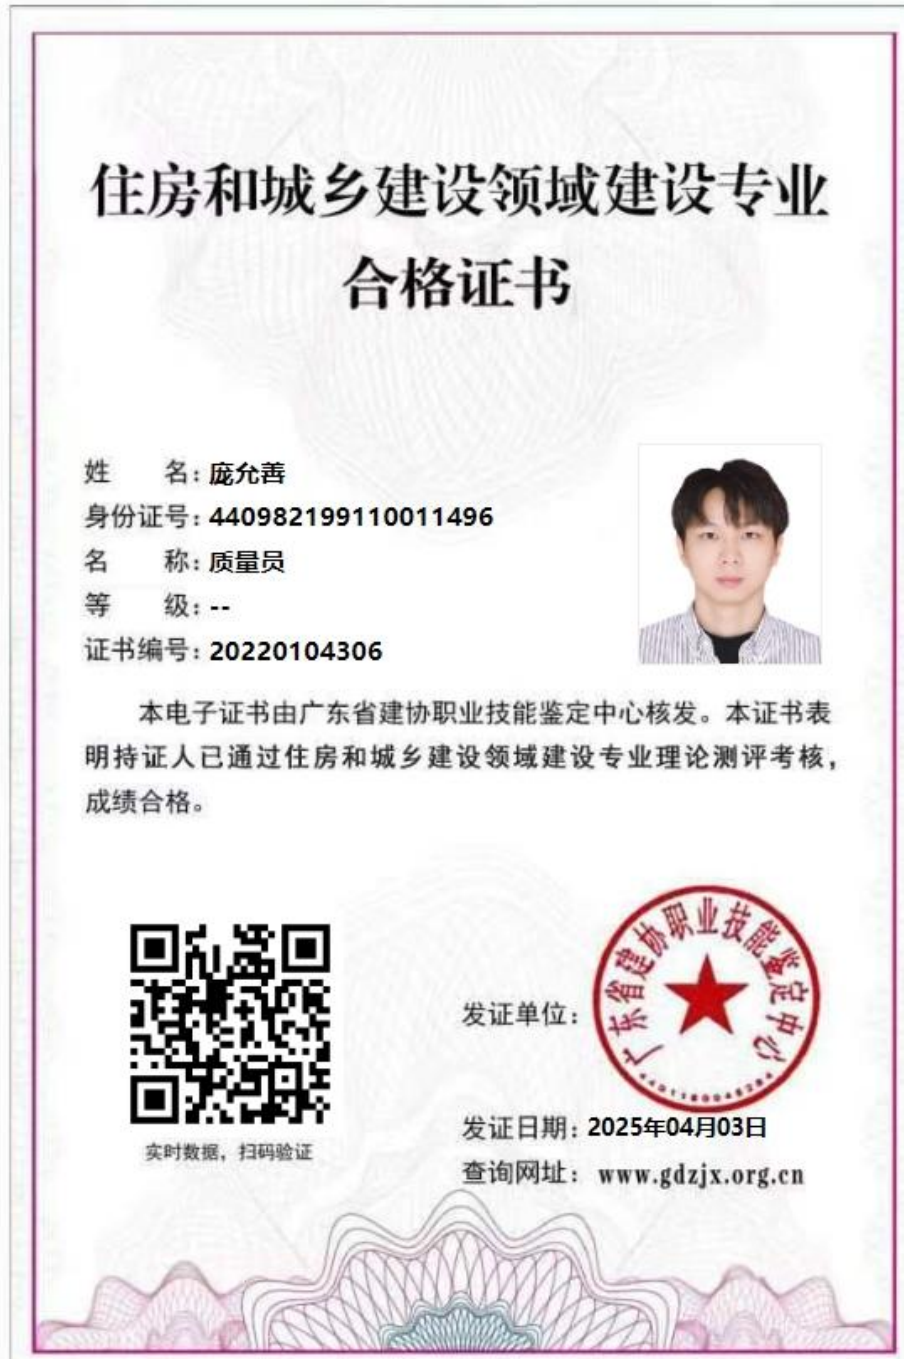 住房和城乡建设领域建设专业
合格证书
姓 名：庞允善
身份证号：440982199110011496
名 称：质量员
等 级：--
证书编号：20220104306
本电子证书由广东省建协职业技能鉴定中心核发。本证书表
明持证人已通过住房和城乡建设领域建设专业理论测评考核，
成绩合格。
广东省建协职业技能鉴定中心
发证单位：
发证日期：2025年04月03日
实时数据，扫码验证
查询网址：www.gdzjx.org.cn